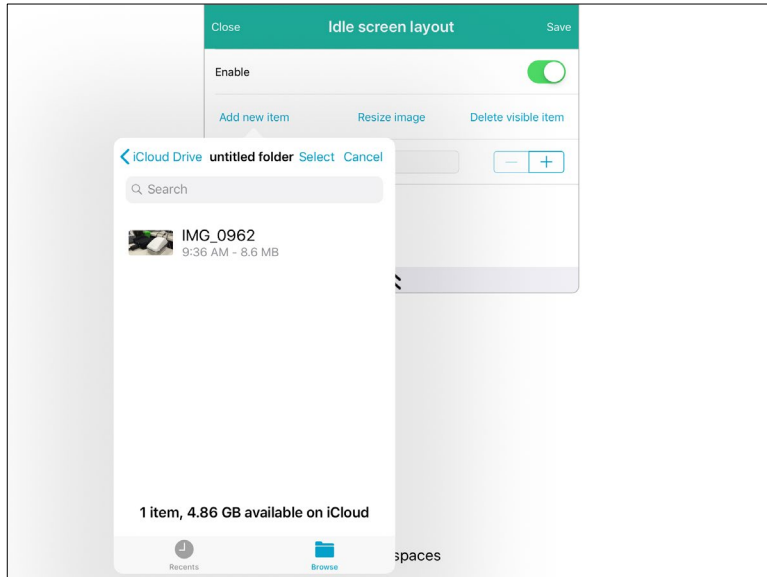 Close Idle screen layout Save
Enable
Add new item Resize image Delete visible item
iCloud Drive untitled folder Select Cancel
Search
IMG_0962
9:36 AM - 8.6 MB
1 item, 4.86 GB available on iCloud
spaces
Recents Browse